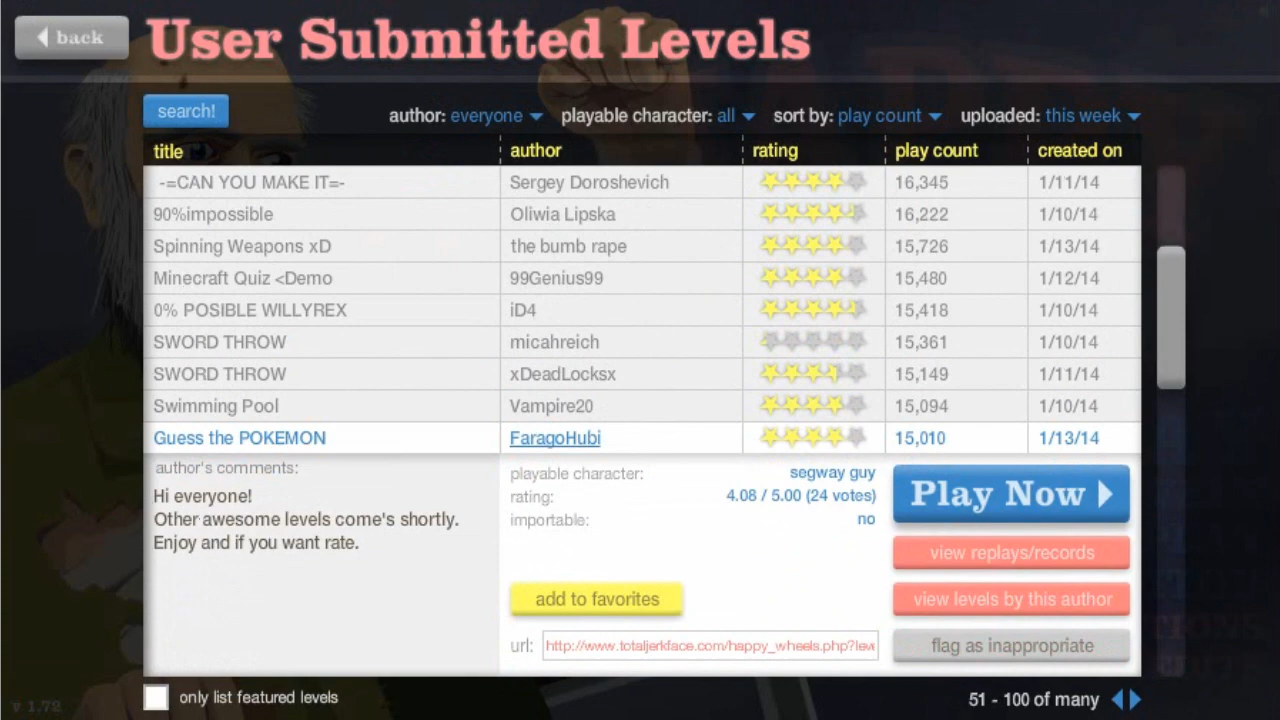 back
User Submitted Levels
search!
author: everyone playable character: all sort by: play count uploaded: this week
title author rating play count created on
-=CAN YOU MAKE IT=- Sergey Doroshevich 16,345 1/11/14
90%impossible Oliwia Lipska 16,222 1/10/14
Spinning Weapons xD the bumb rape 15,726 1/13/14
Minecraft Quiz <Demo 99Genius99 15,480 1/12/14
0% POSIBLE WILLYREX iD4 15,418 1/10/14
SWORD THROW micahreich 15,361 1/10/14
SWORD THROW xDeadLocksx 15,149 1/11/14
Swimming Pool Vampire20 15,094 1/10/14
Guess the POKEMON FaragoHubi 15,010 1/13/14
author's comments:
Hi everyone!
Other awesome levels come's shortly.
Enjoy and if you want rate.
playable character: segway guy
rating: 4.08 / 5.00 (24 votes)
importable: no
add to favorites
url: http://www.totaljerkface.com/happy_wheels.php?lev
Play Now
view replays/records
view levels by this author
flag as inappropriate
only list featured levels
51 - 100 of many
v 1.72